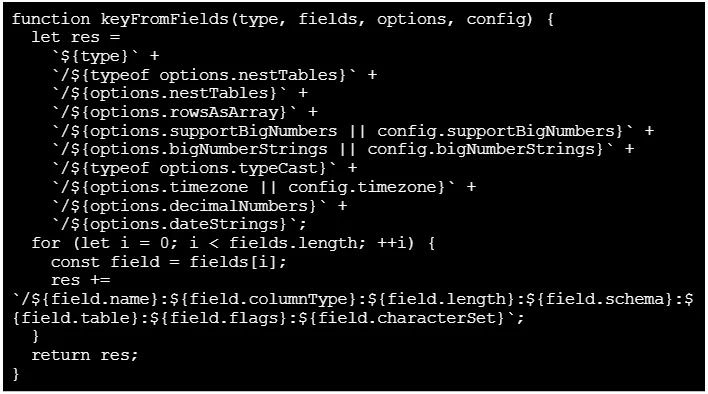 function keyFromFields(type, fields, options, config) {
  let res =
    `${type}` +
    `/${typeof options.nestTables}` +
    `/${options.nestTables}` +
    `/${options.rowsAsArray}` +
    `/${options.supportBigNumbers || config.supportBigNumbers}` +
    `/${options.bigNumberStrings || config.bigNumberStrings}` +
    `/${typeof options.typeCast}` +
    `/${options.timezone || config.timezone}` +
    `/${options.decimalNumbers}` +
    `/${options.dateStrings}`;
  for (let i = 0; i < fields.length; ++i) {
    const field = fields[i];
    res +=
`/${field.name}:${field.columnType}:${field.length}:${field.schema}:$
{field.table}:${field.flags}:${field.characterSet}`;
  }
  return res;
}